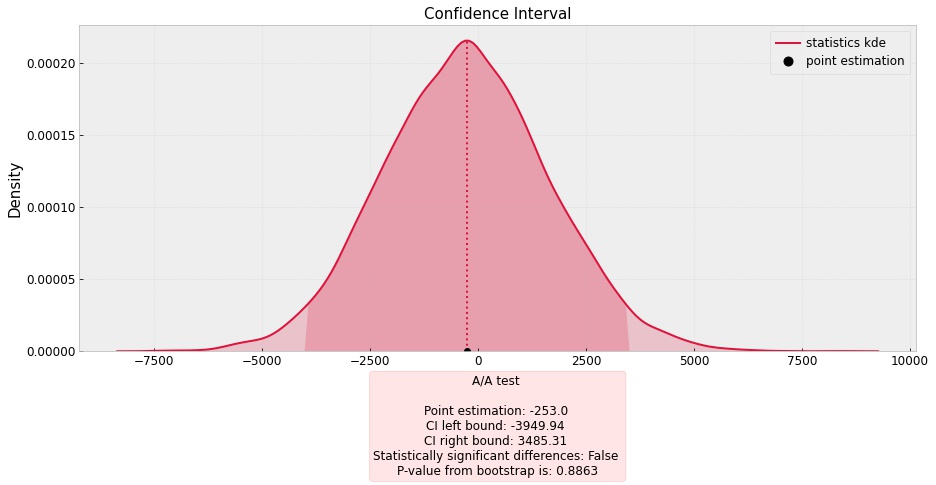 Confidence Interval
statistics kde
point estimation
Density
0.00020
0.00015
0.00010
0.00005
0.00000
−7500
−5000
−2500
0
2500
5000
7500
10000
A/A test
Point estimation: -253.0
CI left bound: -3949.94
CI right bound: 3485.31
Statistically significant differences: False
P-value from bootstrap is: 0.8863